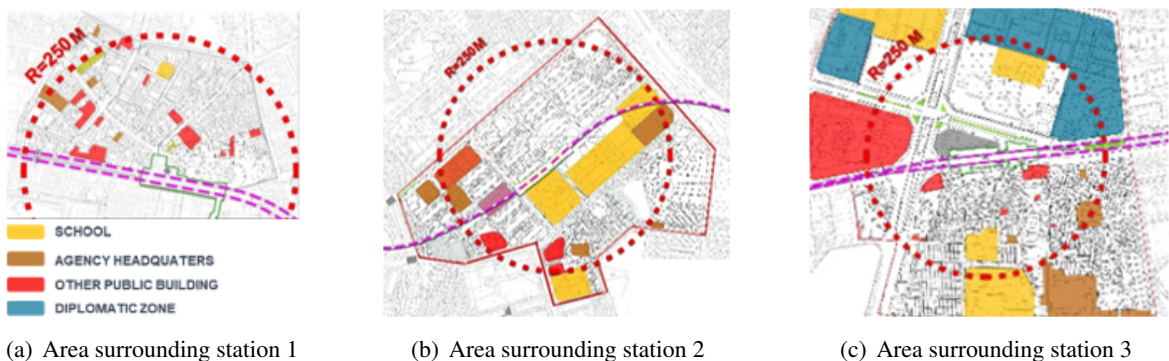 R=250 M
R=250 M
R=250 M
SCHOOL
AGENCY HEADQUATERS
OTHER PUBLIC BUILDING
DIPLOMATIC ZONE
(a) Area surrounding station 1
(b) Area surrounding station 2
(c) Area surrounding station 3